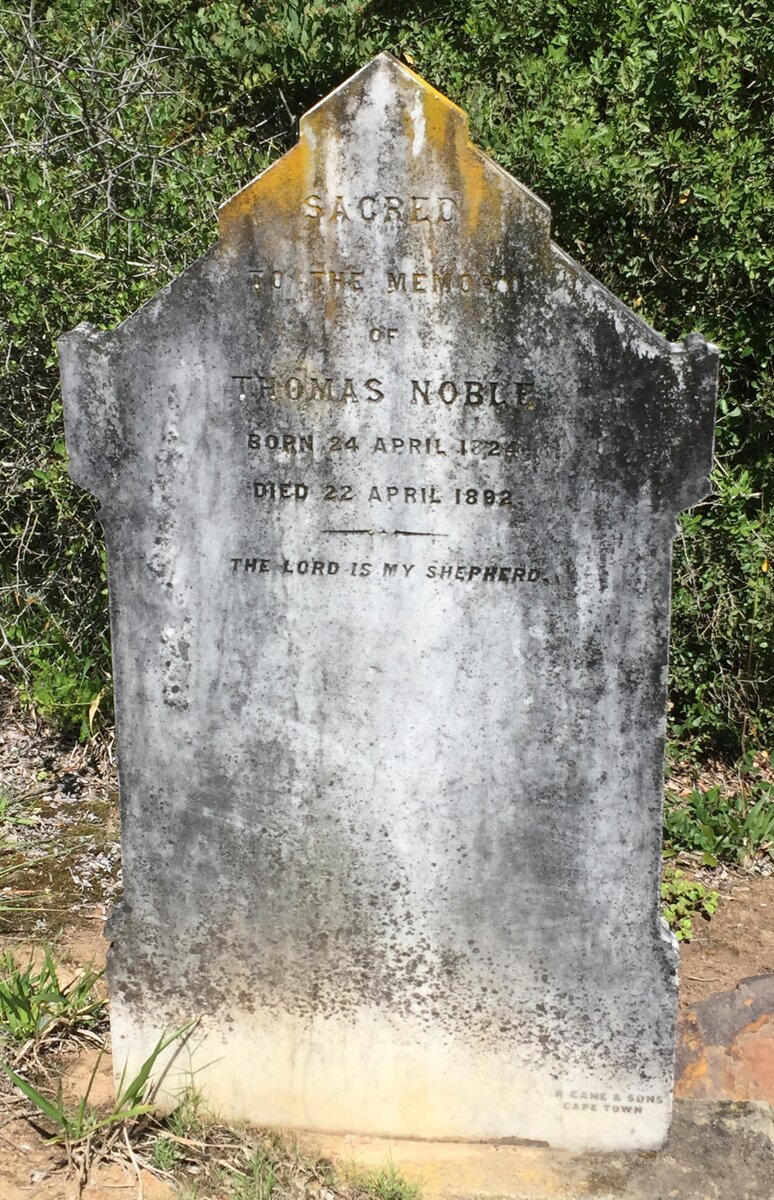 SACRED
TO THE MEMORY
OF
THOMAS NOBLE
BORN 24 APRIL 1824.
DIED 22 APRIL 1892.
THE LORD IS MY SHEPHERD.
R CANE & SONS
CAPE TOWN